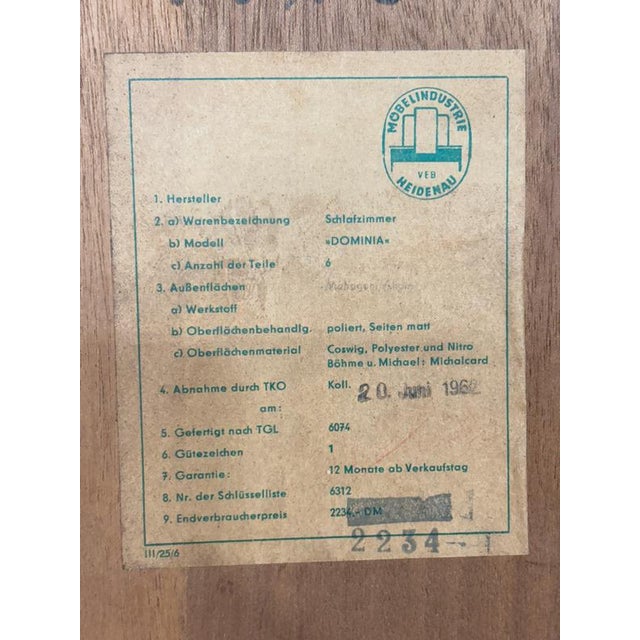 MÖBELINDUSTRIE
VEB
HEIDENAU
1. Hersteller
2. a) Warenbezeichnung Schlafzimmer
b) Modell »DOMINIA«
c) Anzahl der Teile 6
3. Außenflächen
a) Werkstoff
b) Oberflächenbehandlg. poliert, Seiten matt
c) Oberflächenmaterial Coswig, Polyester und Nitro
Böhme u. Michael: Michalcard
4. Abnahme durch TKO Koll. 20. Juni 1962
am:
5. Gefertigt nach TGL 6074
6. Gütezeichen 1
7. Garantie: 12 Monate ab Verkaufstag
8. Nr. der Schlüsselliste 6312
9. Endverbraucherpreis 2234,- DM
2234-
III/25/6